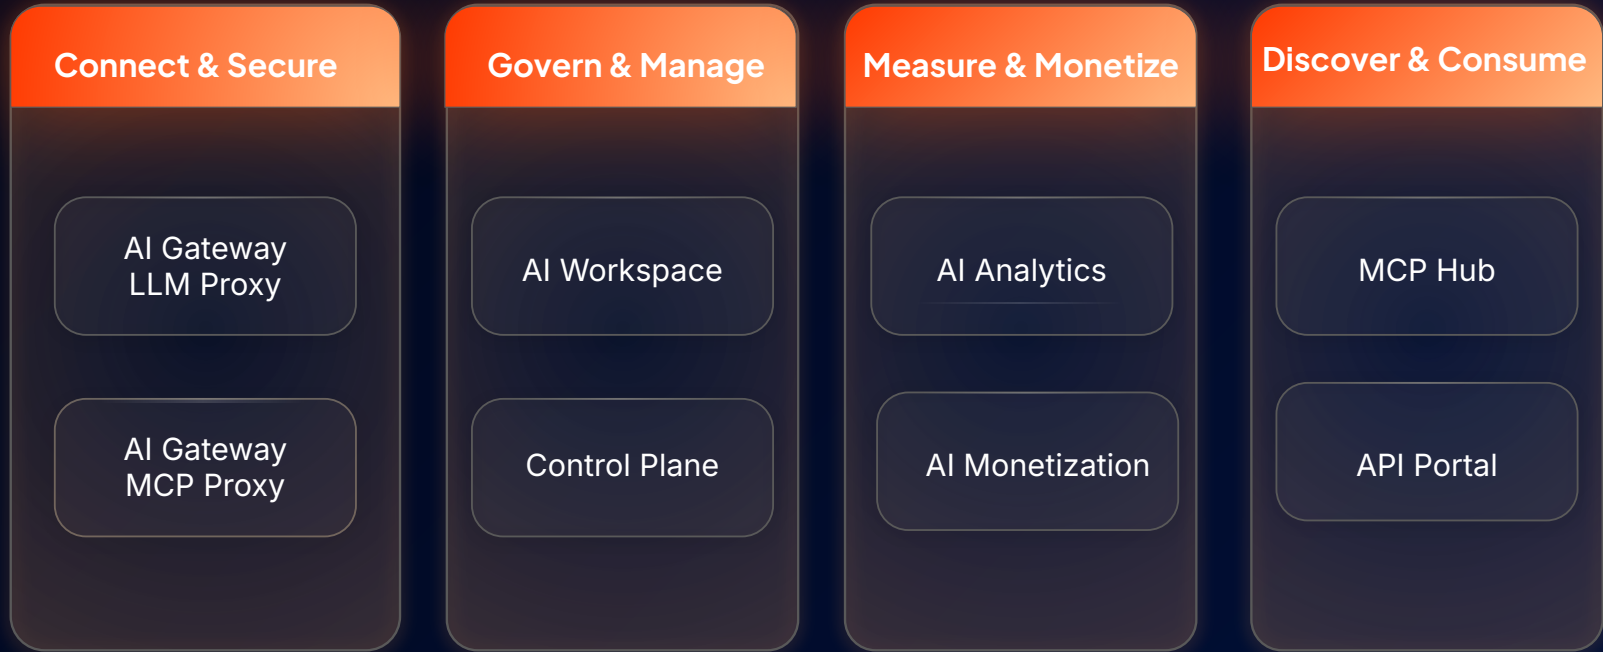 Connect & Secure
AI Gateway
LLM Proxy
AI Gateway
MCP Proxy
Govern & Manage
AI Workspace
Control Plane
Measure & Monetize
AI Analytics
AI Monetization
Discover & Consume
MCP Hub
API Portal